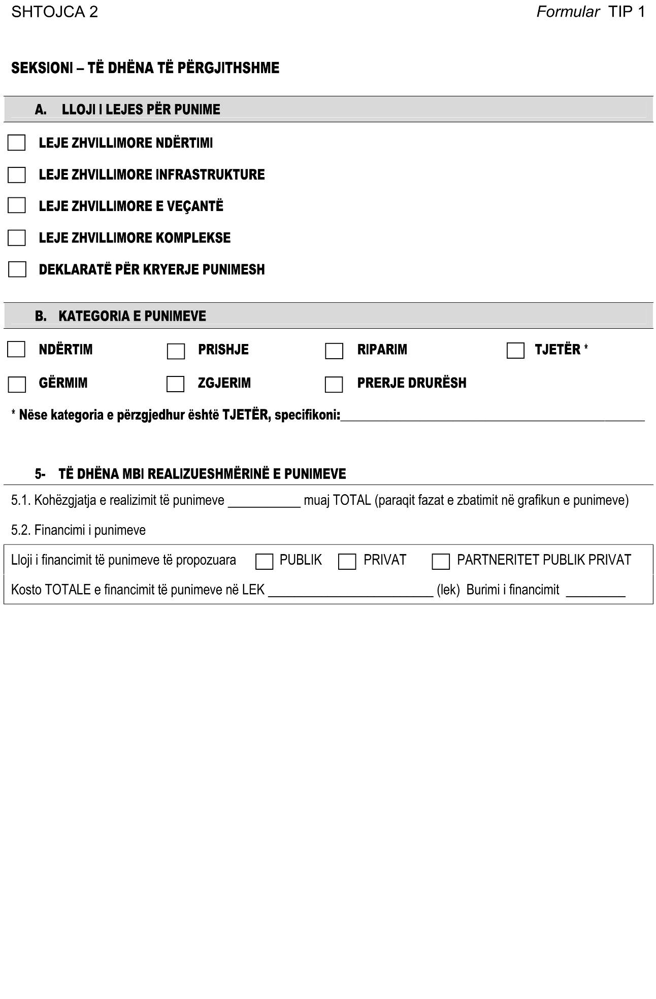 SHTOJCA 2 Formular TIP 1
SEKSIONI – TË DHËNA TË PËRGJITHSHME
A. LLOJI I LEJES PËR PUNIME
LEJE ZHVILLIMORE NDËRTIMI
LEJE ZHVILLIMORE INFRASTRUKTURE
LEJE ZHVILLIMORE E VEÇANTË
LEJE ZHVILLIMORE KOMPLEKSE
DEKLARATË PËR KRYERJE PUNIMESH
B. KATEGORIA E PUNIMEVE
NDËRTIM PRISHJE RIPARIM TJETËR *
GËRMIM ZGJERIM PRERJE DRURËSH
* Nëse kategoria e përzgjedhur është TJETËR, specifikoni:______________________________________________
5- TË DHËNA MBI REALIZUESHMËRINË E PUNIMEVE
5.1. Kohëzgjatja e realizimit të punimeve ___________ muaj TOTAL (paraqit fazat e zbatimit në grafikun e punimeve)
5.2. Financimi i punimeve
Lloji i financimit të punimeve të propozuara PUBLIK PRIVAT PARTNERITET PUBLIK PRIVAT
Kosto TOTALE e financimit të punimeve në LEK _________________________ (lek) Burimi i financimit _________